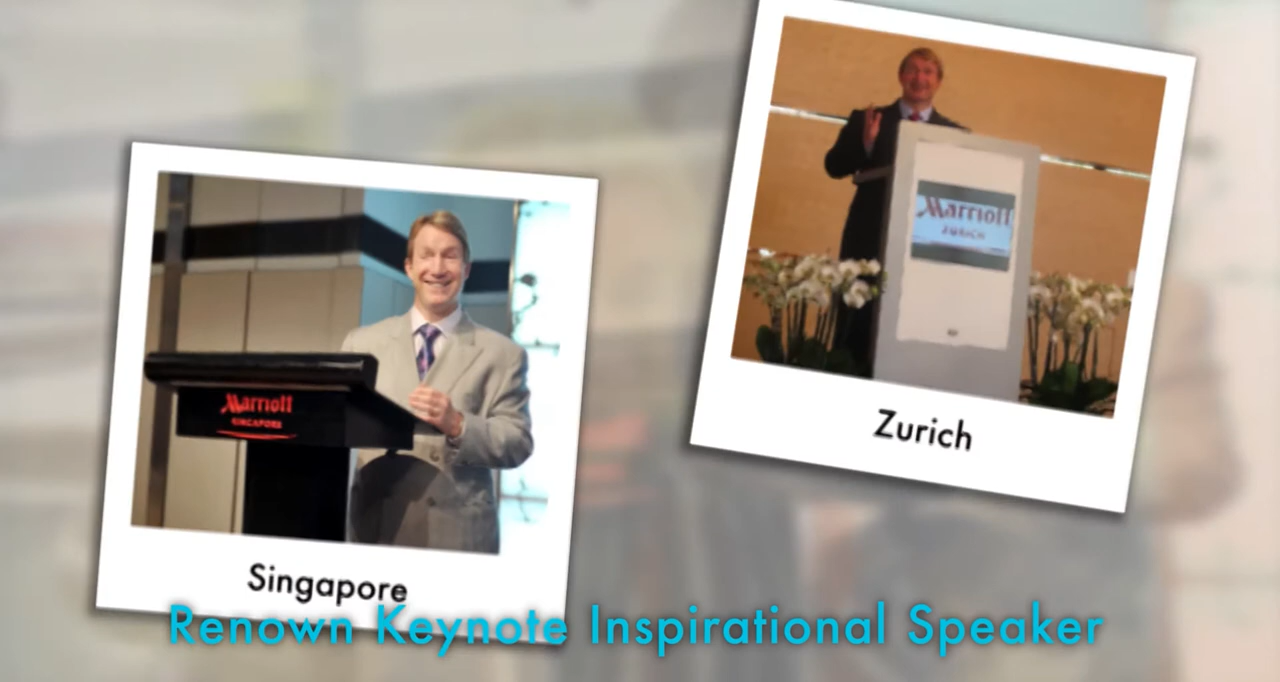 Marriott
ZURICH
Zurich
Marriott
SINGAPORE
Singapore
Renown Keynote Inspirational Speaker